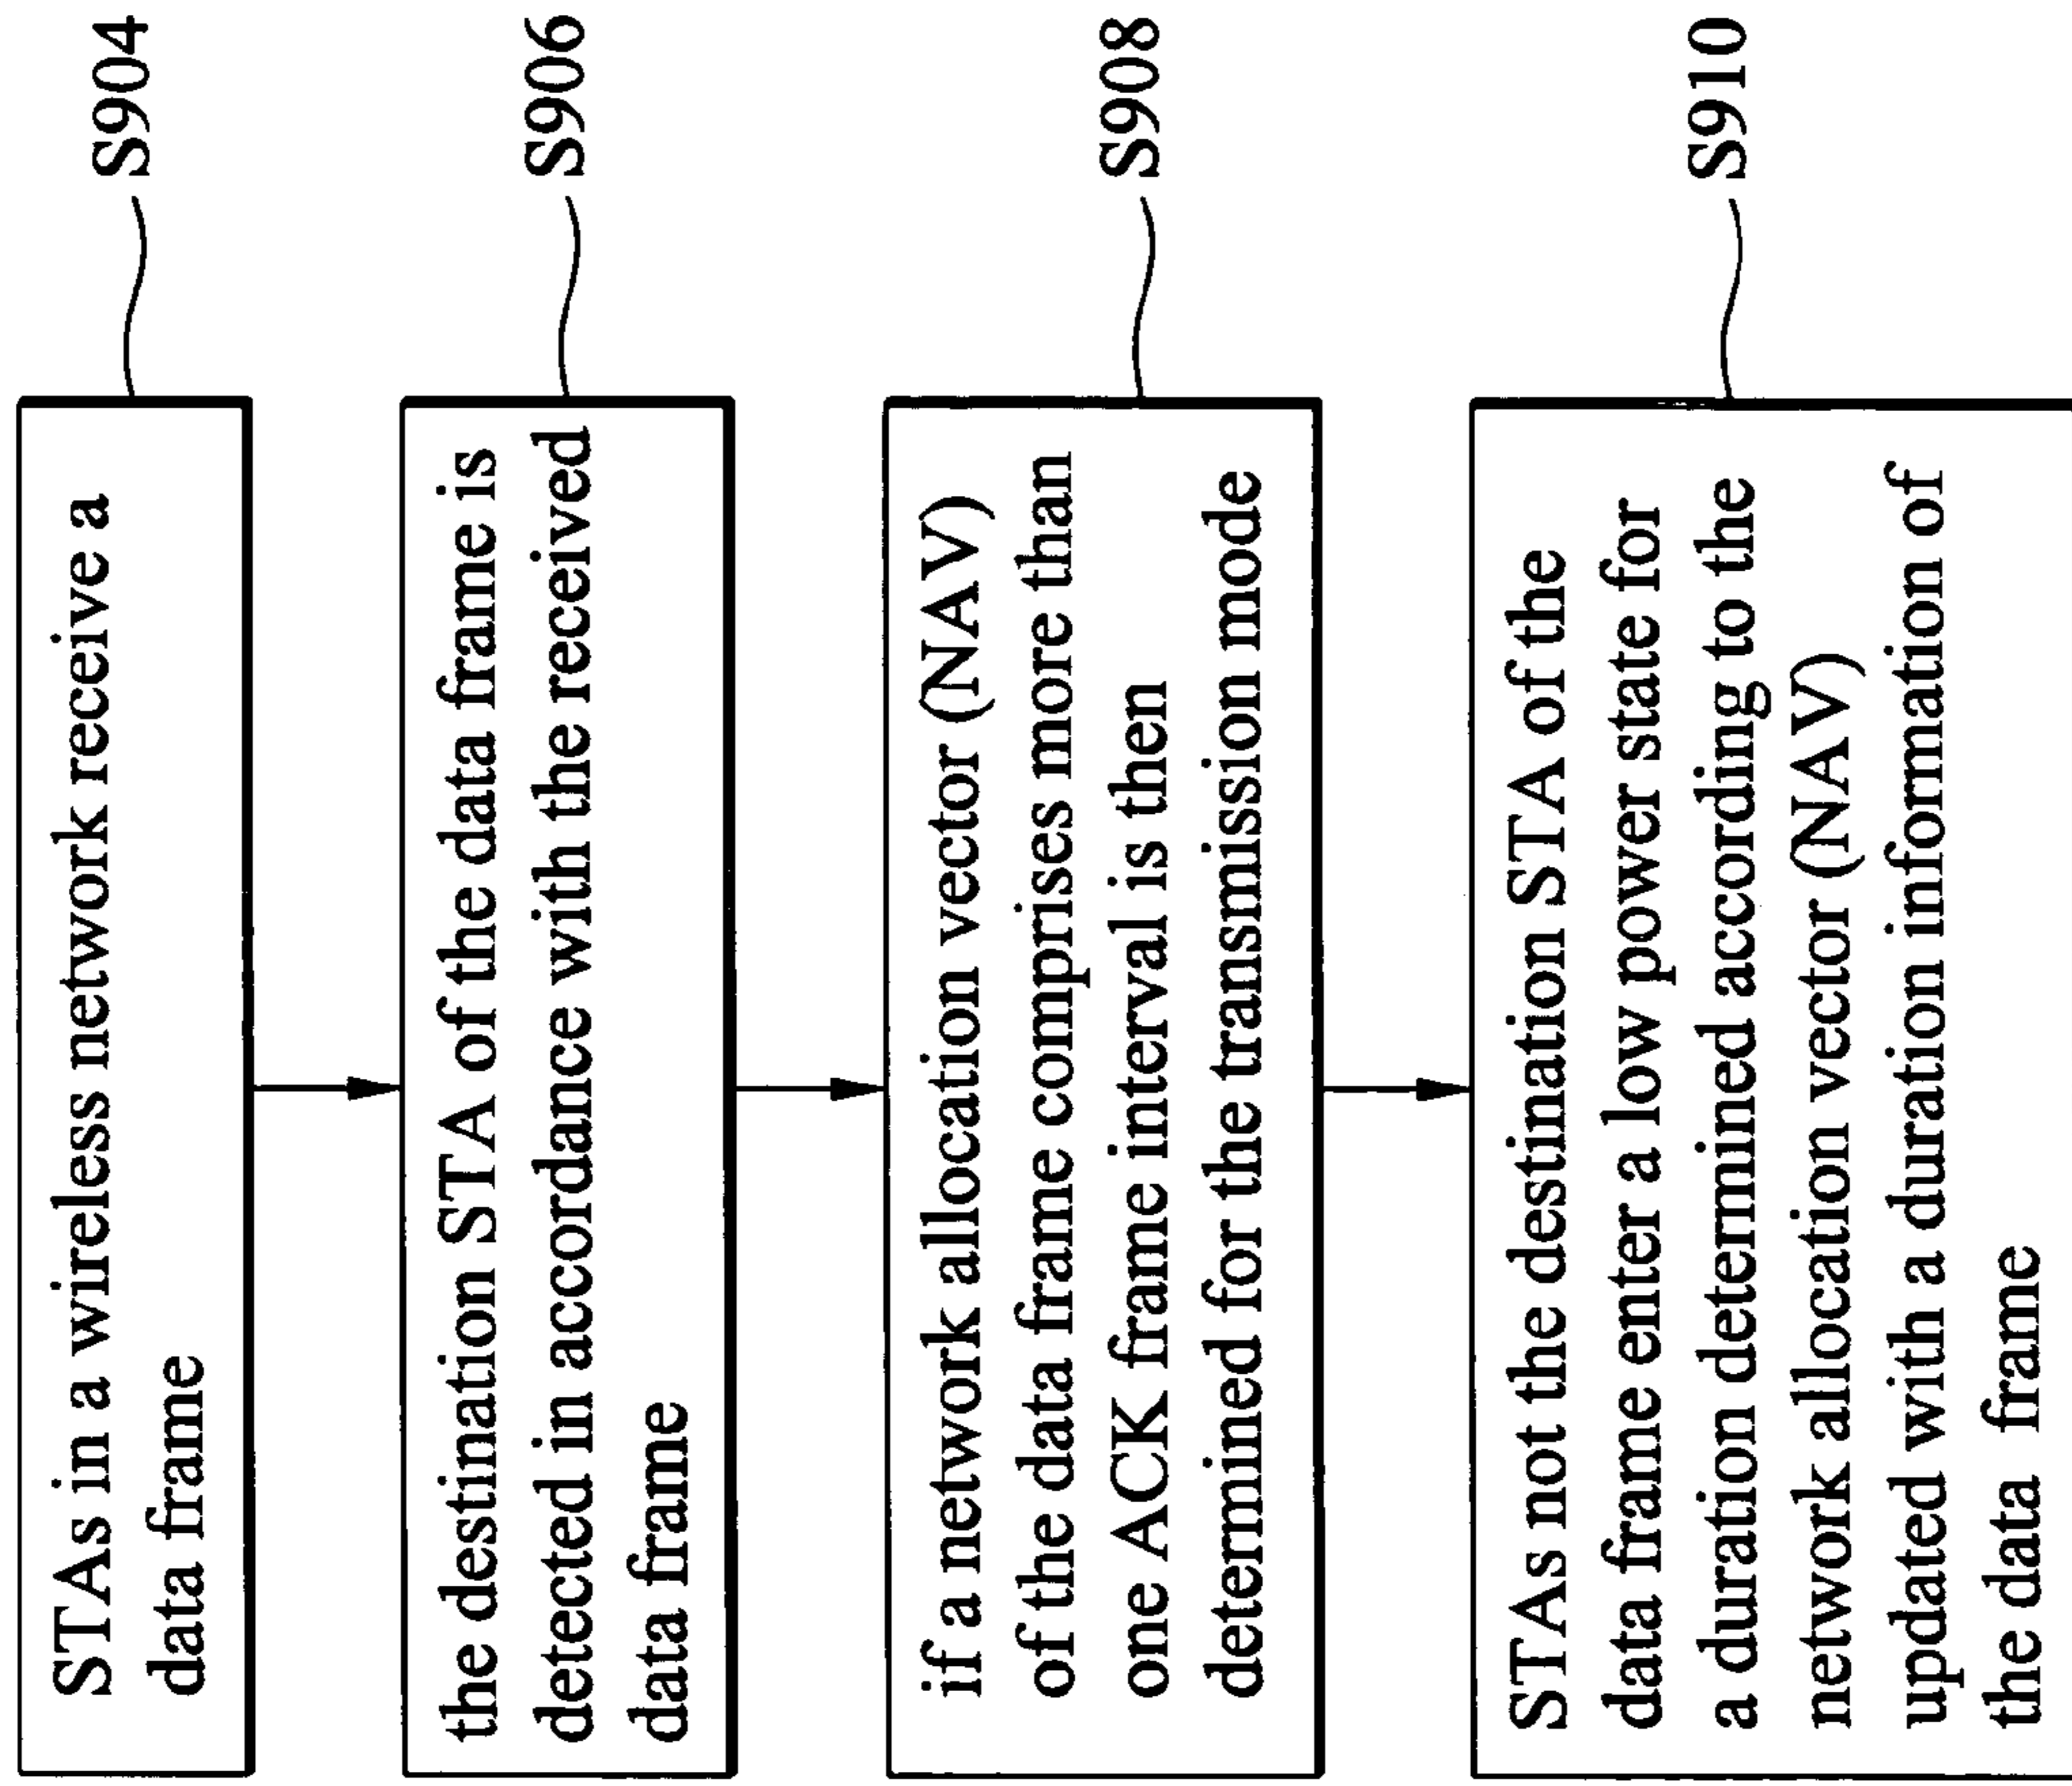 STAs in a wireless network receive a
data frame
S904
the destination STA of the data frame is
detected in accordance with the received
data frame
S906
if a network allocation vector (NAV)
of the data frame comprises more than
one ACK frame interval is then
determined for the transmission mode
S908
STAs not the destination STA of the
data frame enter a low power state for
a duration determined according to the
network allocation vector (NAV)
updated with a duration information of
the data frame
S910